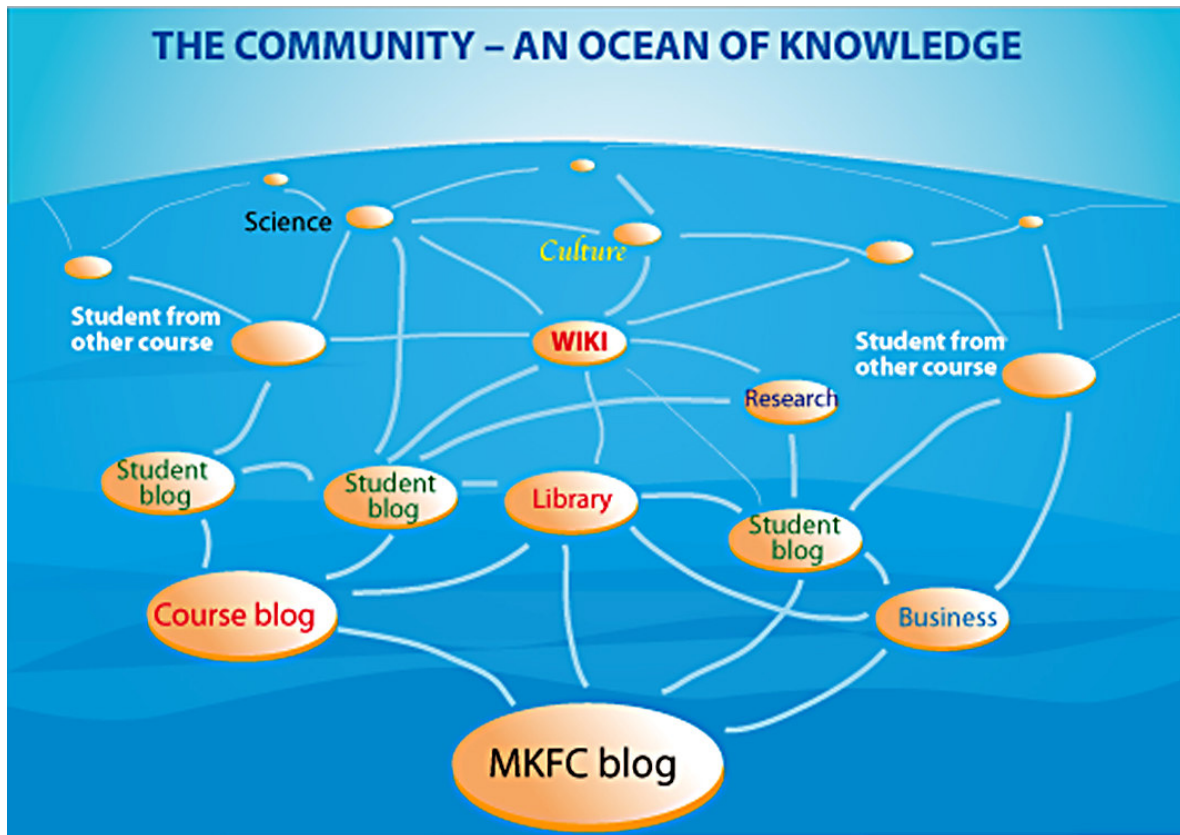 THE COMMUNITY – AN OCEAN OF KNOWLEDGE
Science
Culture
Student from
other course
WIKI
Student from
other course
Research
Student
blog
Student
blog
Library
Student
blog
Course blog
Business
MKFC blog